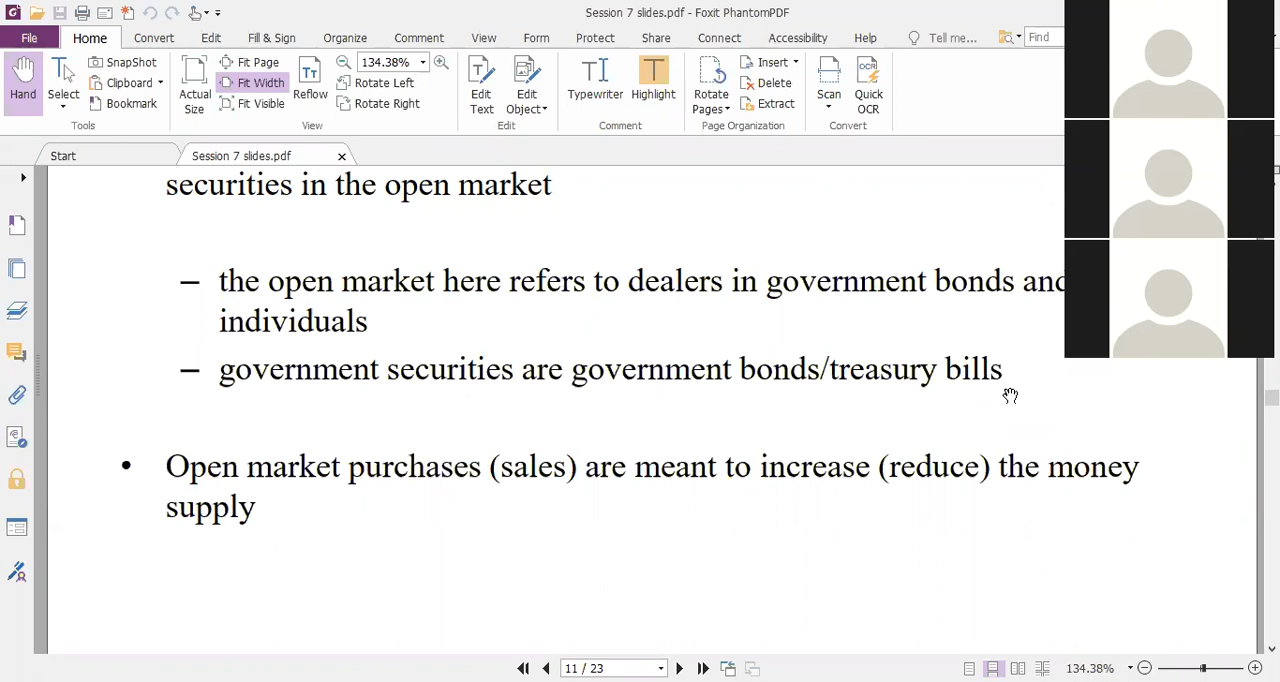 Session 7 slides.pdf - Foxit PhantomPDF
File Home Convert Edit Fill & Sign Organize Comment View Form Protect Share Connect Accessibility Help Tell me... Find
Hand
Select
SnapShot
Clipboard
Bookmark
Tools
Actual Size
Fit Page
Fit Width
Fit Visible
Reflow
134.38%
Rotate Left
Rotate Right
View
Edit Text
Edit Object
Edit
Typewriter
Highlight
Comment
Rotate Pages
Insert
Delete
Extract
Page Organization
Scan
Quick OCR
Convert
Start
Session 7 slides.pdf
securities in the open market
– the open market here refers to dealers in government bonds and
individuals
– government securities are government bonds/treasury bills
• Open market purchases (sales) are meant to increase (reduce) the money
supply
11 / 23
134.38%